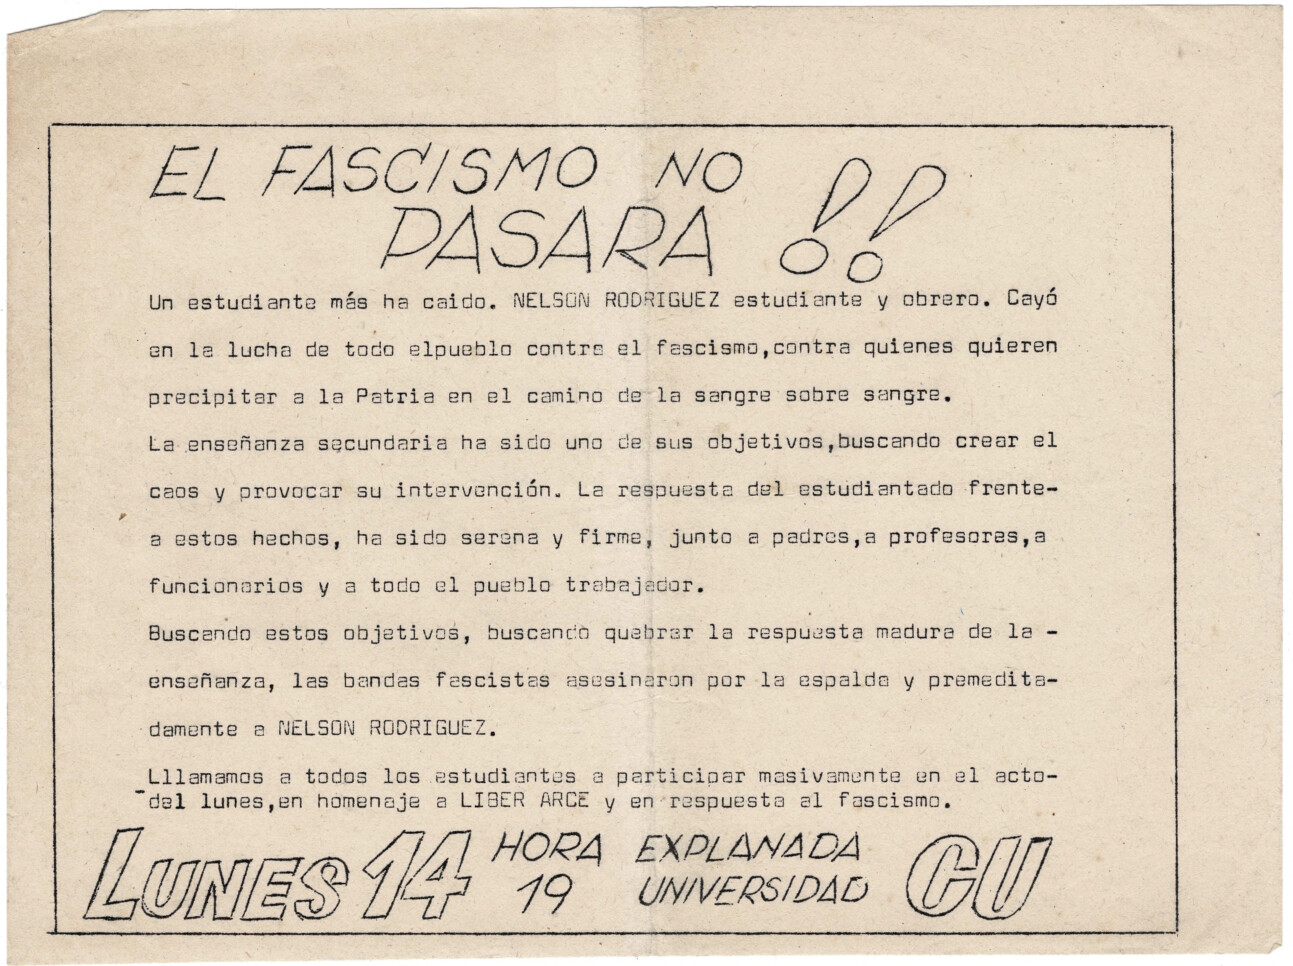 EL FASCISMO NO
PASARA !!
Un estudiante más ha caido. NELSON RODRIGUEZ estudiante y obrero. Cayó
en la lucha de todo elpueblo contra el fascismo,contra quienes quieren
precipitar a la Patria en el camino de la sangre sobre sangre.
La enseñanza secundaria ha sido uno de sus objetivos,buscando crear el
caos y provocar su intervención. La respuesta del estudiantado frente-
a estos hechos, ha sido serena y firme, junto a padres,a profesores,a
funcionarios y a todo el pueblo trabajador.
Buscando estos objetivos, buscando quebrar la respuesta madura de la -
enseñanza, las bandas fascistas asesinaron por la espalda y premedita-
damente a NELSON RODRIGUEZ.
Lllamamos a todos los estudiantes a participar masivamente en el acto-
-del lunes,en homenaje a LIBER ARCE y en respuesta al fascismo.
LUNES 14 HORA 19 EXPLANADA UNIVERSIDAD CU